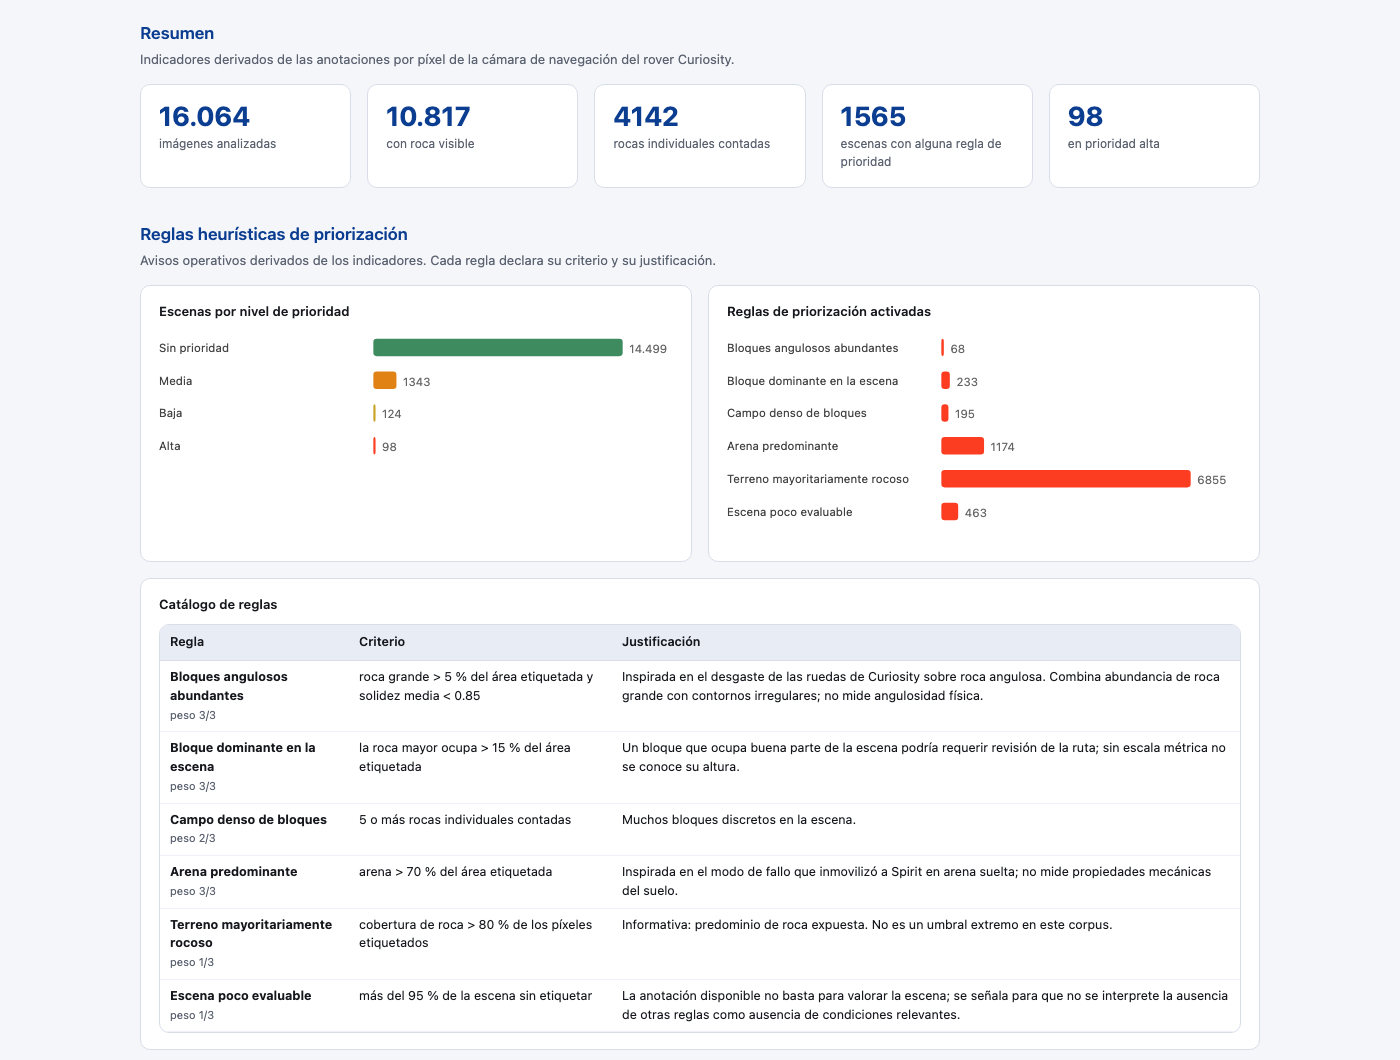 Resumen
Indicadores derivados de las anotaciones por píxel de la cámara de navegación del rover Curiosity.
16.064
imágenes analizadas
10.817
con roca visible
4142
rocas individuales contadas
1565
escenas con alguna regla de
prioridad
98
en prioridad alta
Reglas heurísticas de priorización
Avisos operativos derivados de los indicadores. Cada regla declara su criterio y su justificación.
Escenas por nivel de prioridad
Sin prioridad 14.499
Media 1343
Baja 124
Alta 98
Reglas de priorización activadas
Bloques angulosos abundantes 68
Bloque dominante en la escena 233
Campo denso de bloques 195
Arena predominante 1174
Terreno mayoritariamente rocoso 6855
Escena poco evaluable 463
Catálogo de reglas
Regla Criterio Justificación
Bloques angulosos
abundantes
peso 3/3
roca grande > 5 % del área etiquetada y
solidez media < 0.85
Inspirada en el desgaste de las ruedas de Curiosity sobre roca angulosa. Combina abundancia de roca
grande con contornos irregulares; no mide angulosidad física.
Bloque dominante en la
escena
peso 3/3
la roca mayor ocupa > 15 % del área
etiquetada
Un bloque que ocupa buena parte de la escena podría requerir revisión de la ruta; sin escala métrica no
se conoce su altura.
Campo denso de bloques
peso 2/3
5 o más rocas individuales contadas
Muchos bloques discretos en la escena.
Arena predominante
peso 3/3
arena > 70 % del área etiquetada
Inspirada en el modo de fallo que inmovilizó a Spirit en arena suelta; no mide propiedades mecánicas
del suelo.
Terreno mayoritariamente
rocoso
peso 1/3
cobertura de roca > 80 % de los píxeles
etiquetados
Informativa: predominio de roca expuesta. No es un umbral extremo en este corpus.
Escena poco evaluable
peso 1/3
más del 95 % de la escena sin etiquetar
La anotación disponible no basta para valorar la escena; se señala para que no se interprete la ausencia
de otras reglas como ausencia de condiciones relevantes.